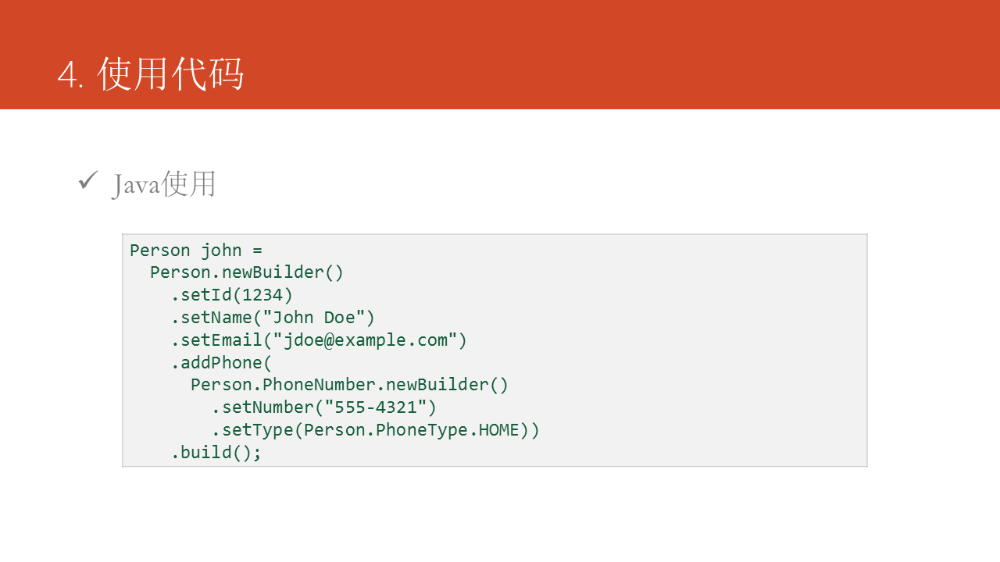 4. 使用代码
✓ Java使用
Person john =
  Person.newBuilder()
    .setId(1234)
    .setName("John Doe")
    .setEmail("jdoe@example.com")
    .addPhone(
      Person.PhoneNumber.newBuilder()
        .setNumber("555-4321")
        .setType(Person.PhoneType.HOME))
    .build();